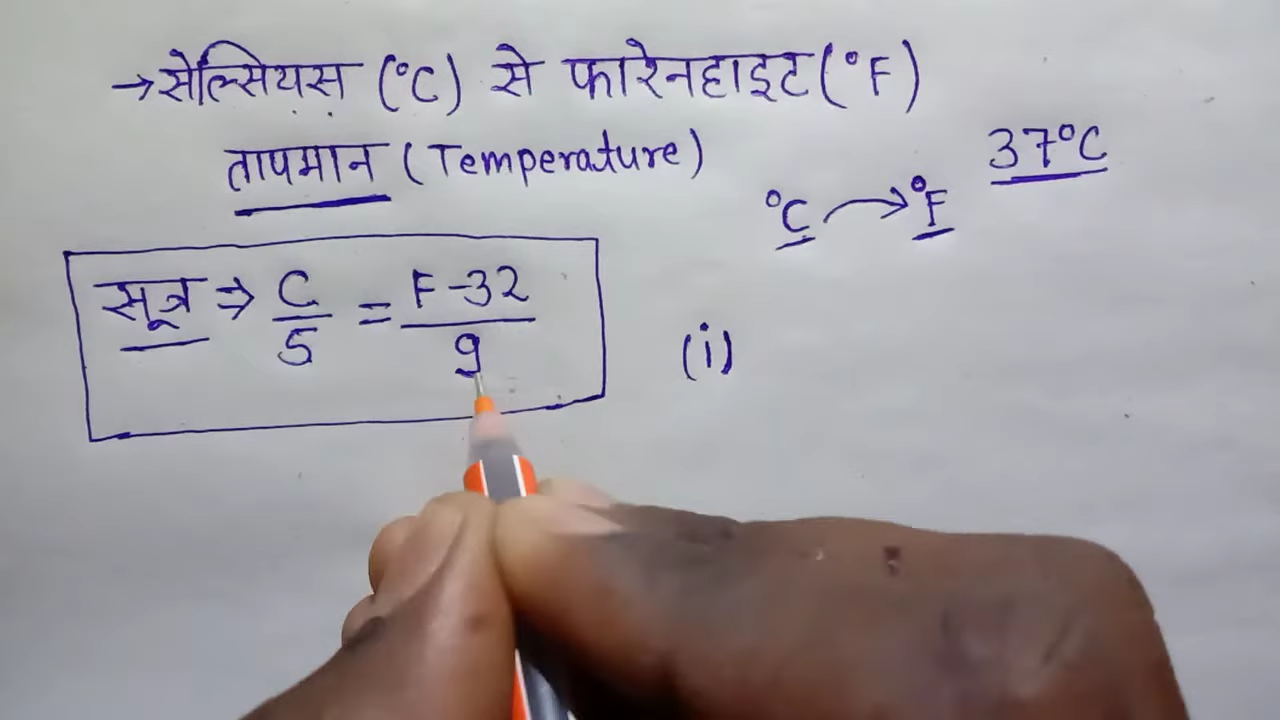 →सेल्सियस (°C) से फारेनहाइट (°F)
तापमान (Temperature)
37°C
°C → °F
सूत्र ⇒ C/5 = F-32/9
(i)